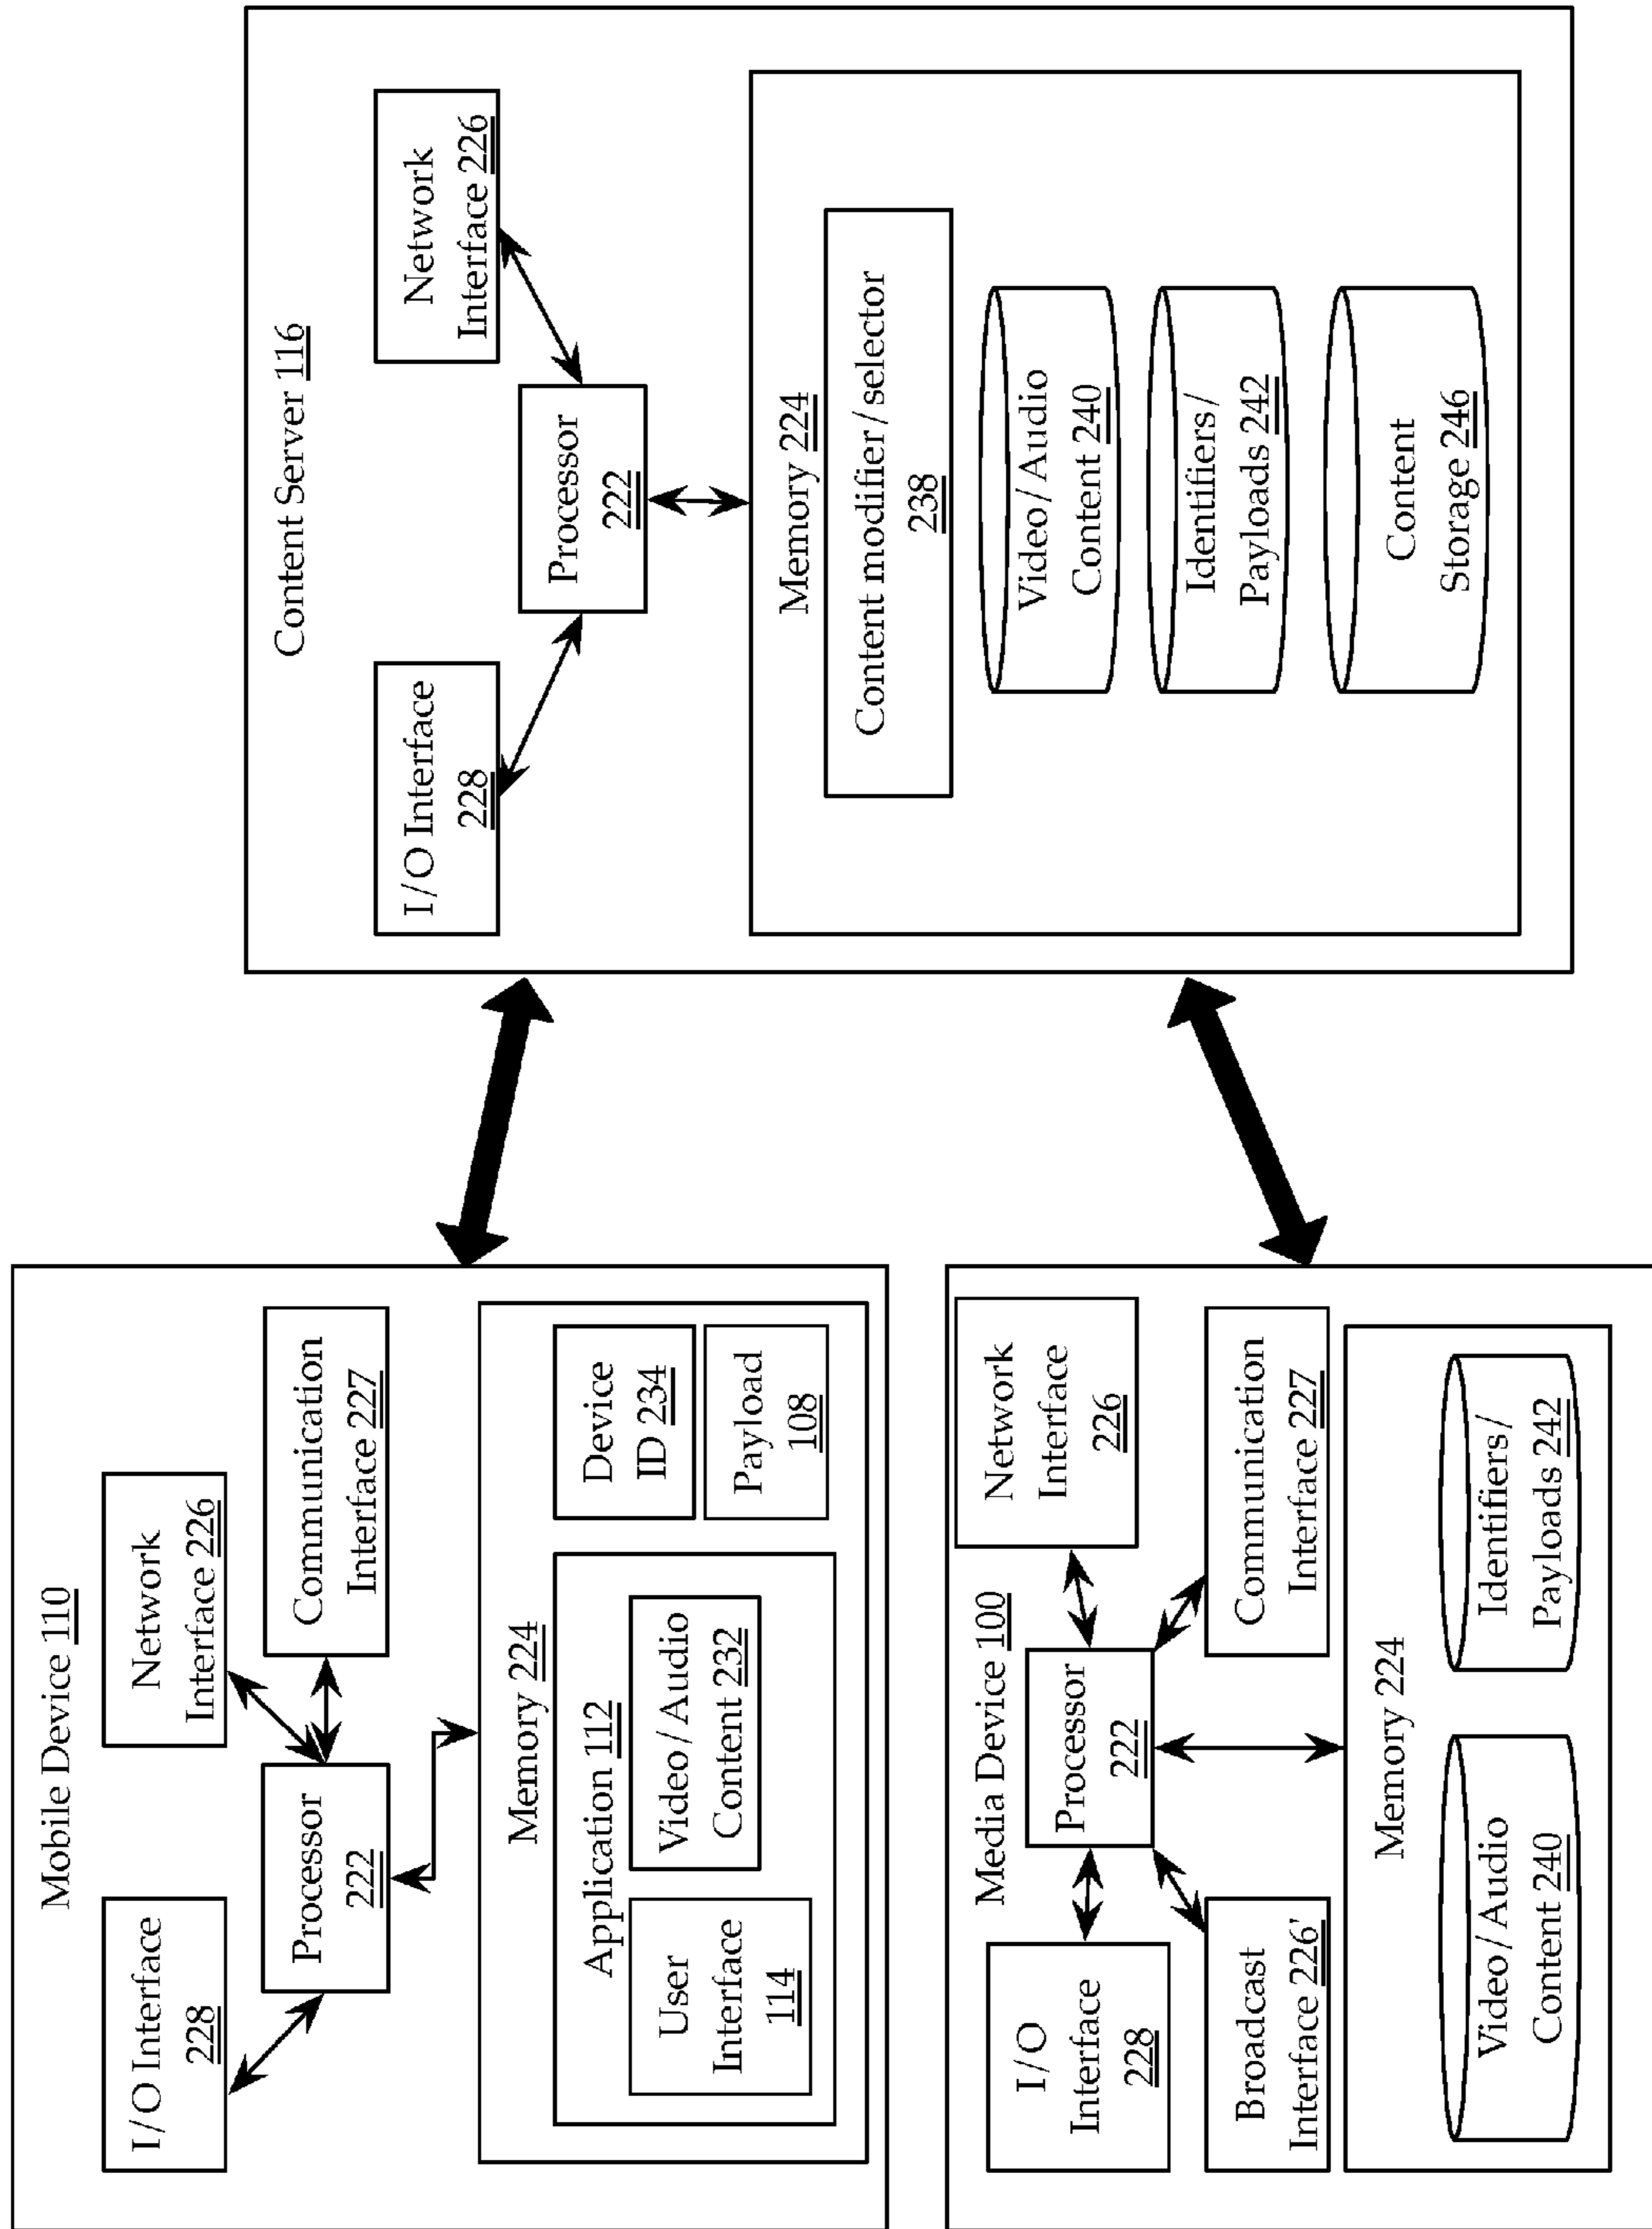 Mobile Device 110
I/O Interface
228
Network
Interface 226
Processor
222
Communication
Interface 227
Memory 224
Application 112
User
Interface
114
Video/Audio
Content 232
Device
ID 234
Payload
108
Media Device 100
I/O
Interface
228
Network
Interface
226
Processor
222
Broadcast
Interface 226'
Communication
Interface 227
Memory 224
Video/Audio
Content 240
Identifiers/
Payloads 242
Content Server 116
I/O Interface
228
Network
Interface 226
Processor
222
Memory 224
Content modifier/selector
238
Video/Audio
Content 240
Identifiers/
Payloads 242
Content
Storage 246